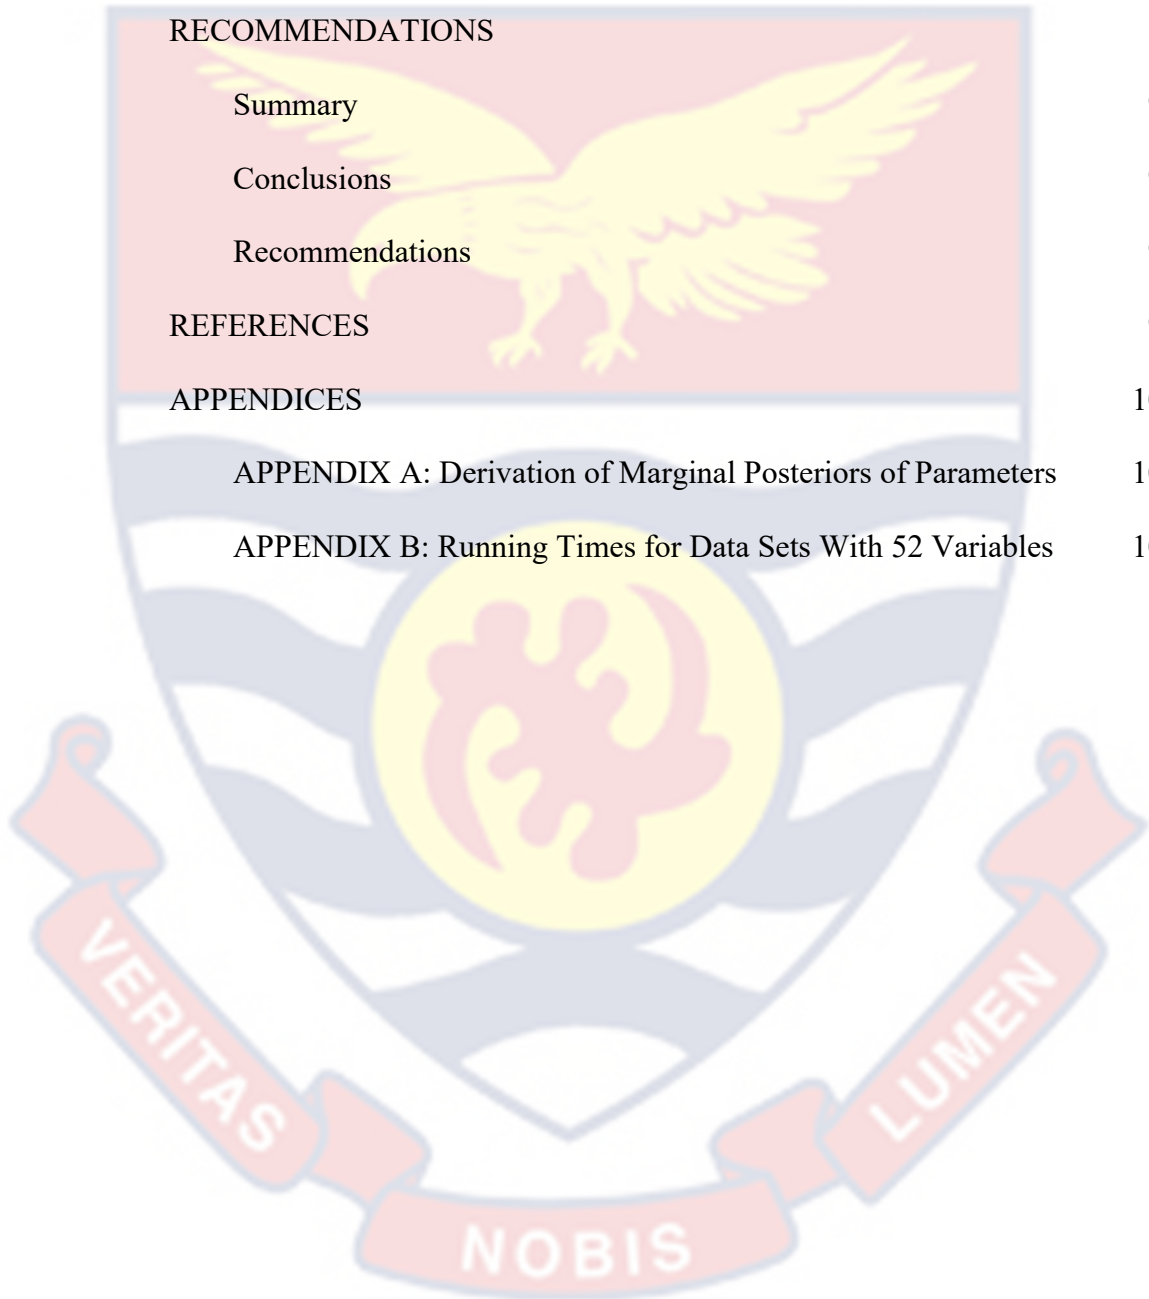 RECOMMENDATIONS
Summary
Conclusions
Recommendations
REFERENCES
APPENDICES
APPENDIX A: Derivation of Marginal Posteriors of Parameters
APPENDIX B: Running Times for Data Sets With 52 Variables
VERITAS
NOBIS
LUMEN